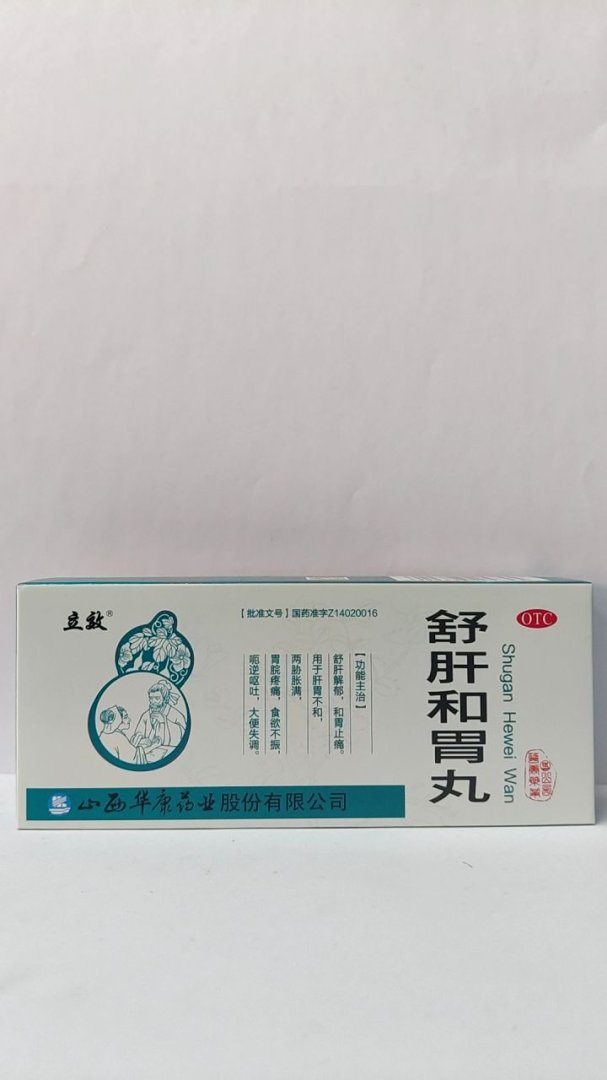 立效®
【批准文号】国药准字Z14020016
【功能主治】
舒肝解郁，和胃止痛。
用于肝胃不和，
两胁胀满，
胃脘疼痛，食欲不振，
呃逆呕吐，大便失调。
舒肝和胃丸
Shugan Hewei Wan
OTC
山西华康药业股份有限公司